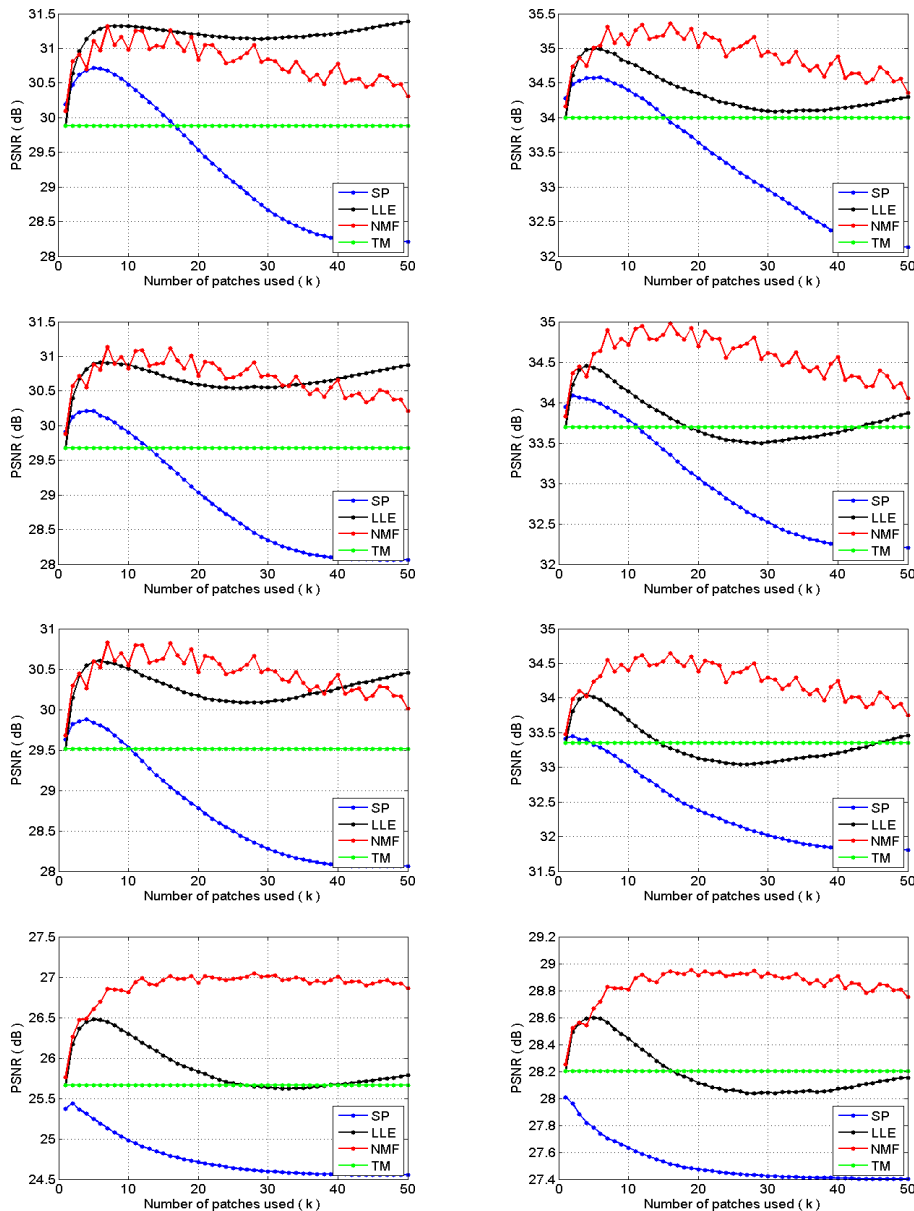 31.5
31
30.5
30
29.5
29
28.5
28
PSNR ( dB )
0 10 20 30 40 50
Number of patches used ( k )
SP
LLE
NMF
TM
35.5
35
34.5
34
33.5
33
32.5
32
PSNR ( dB )
0 10 20 30 40 50
Number of patches used ( k )
SP
LLE
NMF
TM
31.5
31
30.5
30
29.5
29
28.5
28
PSNR ( dB )
0 10 20 30 40 50
Number of patches used ( k )
SP
LLE
NMF
TM
35
34.5
34
33.5
33
32.5
32
PSNR ( dB )
0 10 20 30 40 50
Number of patches used ( k )
SP
LLE
NMF
TM
31
30.5
30
29.5
29
28.5
28
PSNR ( dB )
0 10 20 30 40 50
Number of patches used ( k )
SP
LLE
NMF
TM
35
34.5
34
33.5
33
32.5
32
31.5
PSNR ( dB )
0 10 20 30 40 50
Number of patches used ( k )
SP
LLE
NMF
TM
27.5
27
26.5
26
25.5
25
24.5
PSNR ( dB )
0 10 20 30 40 50
Number of patches used ( k )
SP
LLE
NMF
TM
29.2
29
28.8
28.6
28.4
28.2
28
27.8
27.6
27.4
PSNR ( dB )
0 10 20 30 40 50
Number of patches used ( k )
SP
LLE
NMF
TM